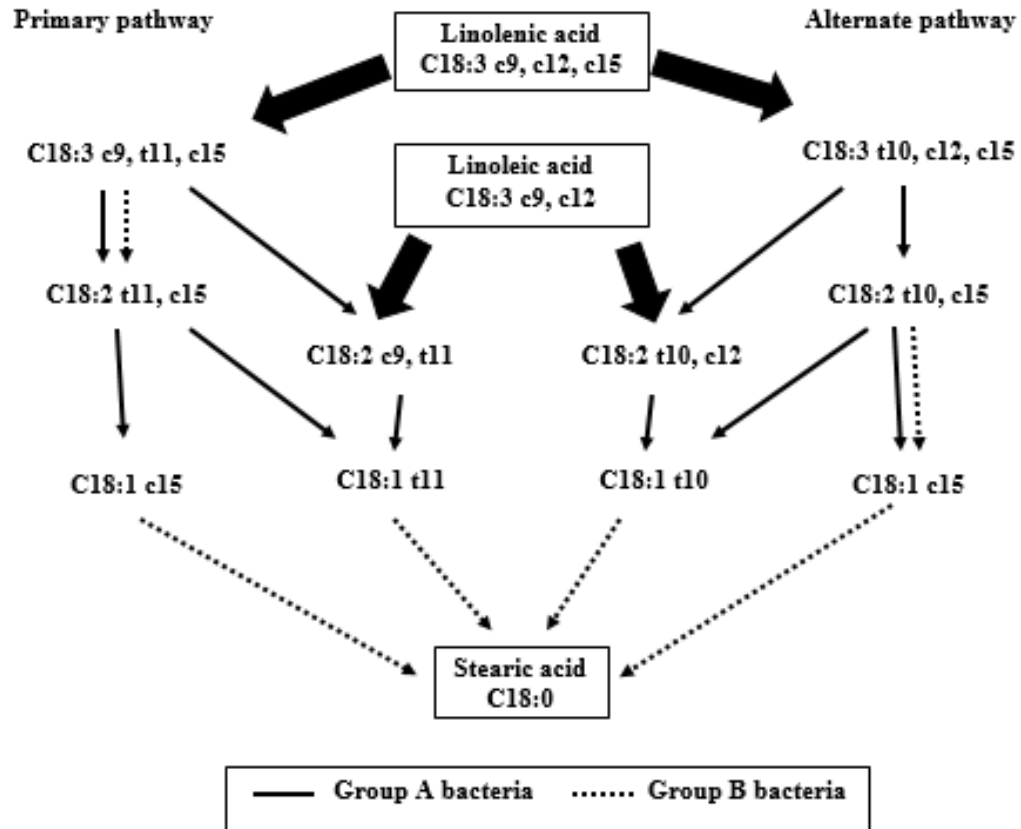 Primary pathway
Alternate pathway
Linolenic acid
C18:3 c9, c12, c15
C18:3 c9, t11, c15
C18:3 t10, c12, c15
Linoleic acid
C18:3 c9, c12
C18:2 t11, c15
C18:2 t10, c15
C18:2 c9, t11
C18:2 t10, c12
C18:1 c15
C18:1 t11
C18:1 t10
C18:1 c15
Stearic acid
C18:0
Group A bacteria
Group B bacteria